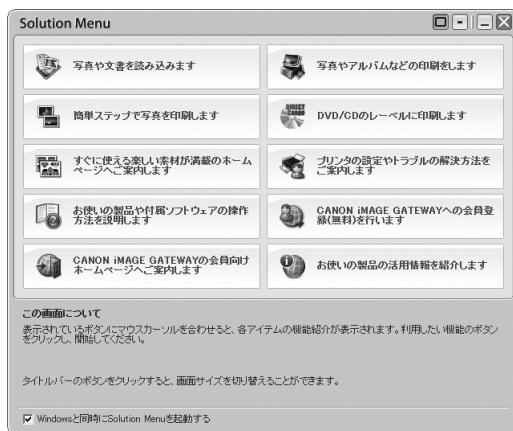 Solution Menu
写真や文書を読み込みます
写真やアルバムなどの印刷をします
簡単ステップで写真を印刷します
DVD/CDのレーベルに印刷します
すぐに使える楽しい素材が満載のホーム
ページへご案内します
プリンタの設定やトラブルの解決方法を
ご案内します
お使いの製品や付属ソフトウェアの操作
方法を説明します
CANON iMAGE GATEWAYへの会員登
録(無料)を行います
CANON iMAGE GATEWAYの会員向け
ホームページへご案内します
お使いの製品の活用情報を紹介します
この画面について
表示されているボタンにマウスカーソルを合わせると、各アイテムの機能紹介が表示されます。利用したい機能のボタン
をクリックし、開始してください。
タイトルバーのボタンをクリックすると、画面サイズを切り替えることができます。
Windowsと同時にSolution Menuを起動する